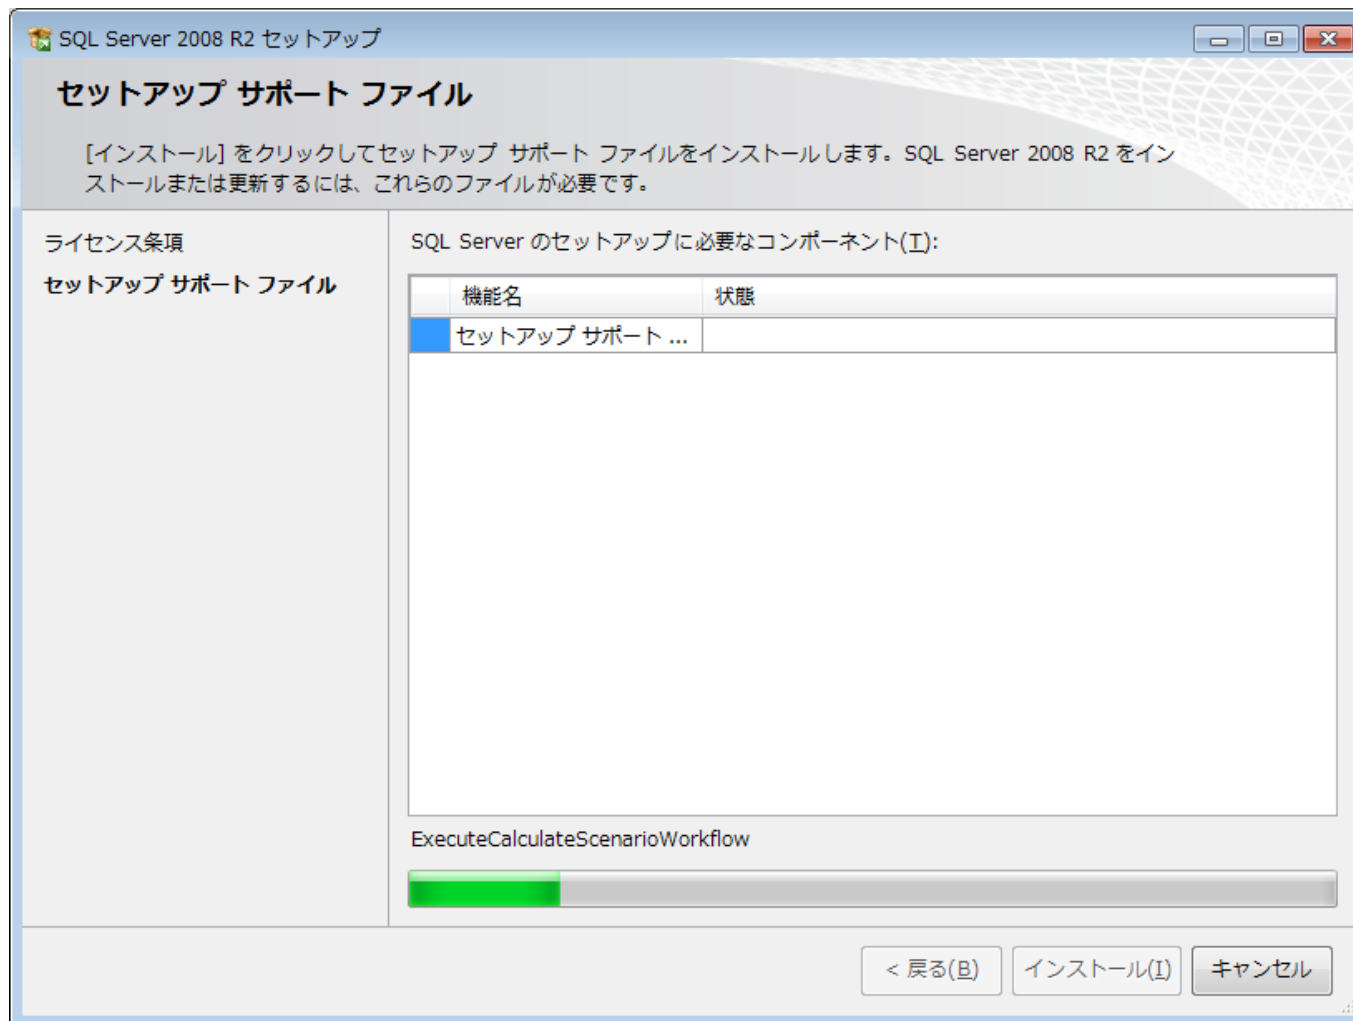 SQL Server 2008 R2 セットアップ
セットアップ サポート ファイル
[インストール] をクリックしてセットアップ サポート ファイルをインストールします。SQL Server 2008 R2 をイン
ストールまたは更新するには、これらのファイルが必要です。
ライセンス条項
セットアップ サポート ファイル
SQL Server のセットアップに必要なコンポーネント(T):
機能名 状態
セットアップ サポート ...
ExecuteCalculateScenarioWorkflow
< 戻る(B) インストール(I) キャンセル